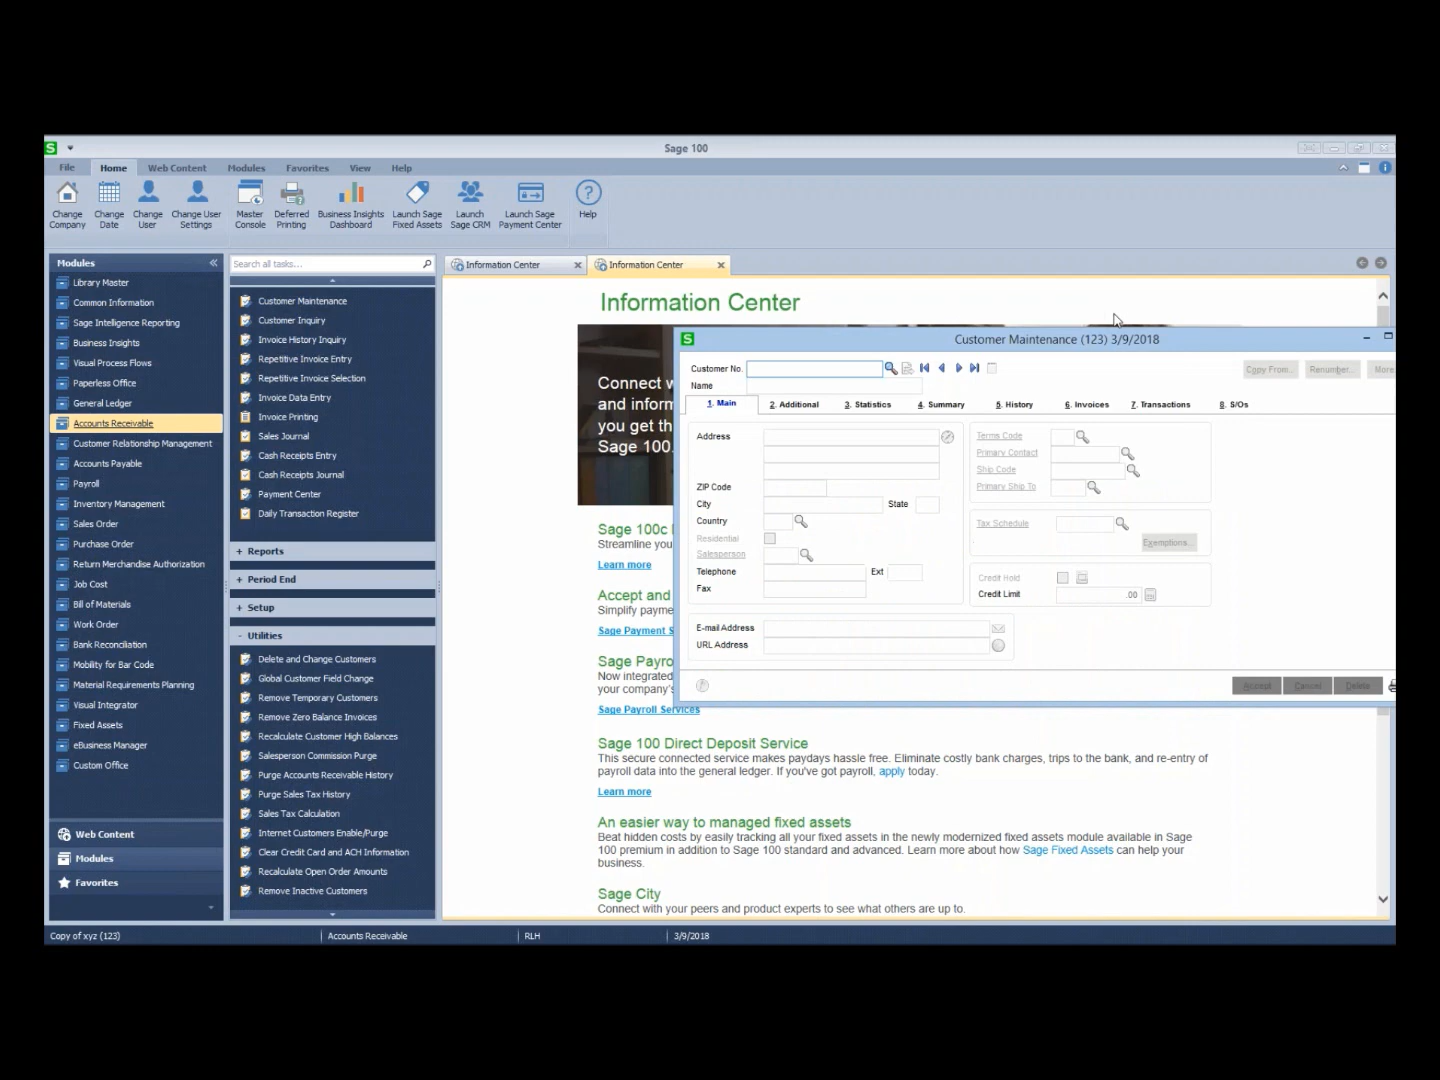 S
Sage 100
File Home Web Content Modules Favorites View Help
Change Company
Change Date
Change User
Change User Settings
Master Console
Deferred Printing
Business Insights Dashboard
Launch Sage Fixed Assets
Launch Sage CRM
Launch Sage Payment Center
Help
Modules
Library Master
Common Information
Sage Intelligence Reporting
Business Insights
Visual Process Flows
Paperless Office
General Ledger
Accounts Receivable
Customer Relationship Management
Accounts Payable
Payroll
Inventory Management
Sales Order
Purchase Order
Return Merchandise Authorization
Job Cost
Bill of Materials
Work Order
Bank Reconciliation
Mobility for Bar Code
Material Requirements Planning
Visual Integrator
Fixed Assets
eBusiness Manager
Custom Office
Web Content
Modules
Favorites
Search all tasks...
Customer Maintenance
Customer Inquiry
Invoice History Inquiry
Repetitive Invoice Entry
Repetitive Invoice Selection
Invoice Data Entry
Invoice Printing
Sales Journal
Cash Receipts Entry
Cash Receipts Journal
Payment Center
Daily Transaction Register
+ Reports
+ Period End
+ Setup
- Utilities
Delete and Change Customers
Global Customer Field Change
Remove Temporary Customers
Remove Zero Balance Invoices
Recalculate Customer High Balances
Salesperson Commission Purge
Purge Accounts Receivable History
Purge Sales Tax History
Sales Tax Calculation
Internet Customers Enable/Purge
Clear Credit Card and ACH Information
Recalculate Open Order Amounts
Remove Inactive Customers
Information Center
Information Center
Information Center
Connect w
and inform
you get th
Sage 100.
Sage 100c
Streamline you
Learn more
Accept and
Simplify payme
Sage Payment S
Sage Payro
Now integrated
your company's
Sage Payroll Services
Sage 100 Direct Deposit Service
This secure connected service makes paydays hassle free. Eliminate costly bank charges, trips to the bank, and re-entry of
payroll data into the general ledger. If you've got payroll, apply today.
Learn more
An easier way to managed fixed assets
Beat hidden costs by easily tracking all your fixed assets in the newly modernized fixed assets module available in Sage
100 premium in addition to Sage 100 standard and advanced. Learn more about how Sage Fixed Assets can help your
business.
Sage City
Connect with your peers and product experts to see what others are up to.
S
Customer Maintenance (123) 3/9/2018
Customer No.
Copy From... Renumber... More
Name
1. Main 2. Additional 3. Statistics 4. Summary 5. History 6. Invoices 7. Transactions 8. S/Os
Address
ZIP Code
City State
Country
Residential
Salesperson
Telephone Ext
Fax
Terms Code
Primary Contact
Ship Code
Primary Ship To
Tax Schedule
Exemptions...
Credit Hold
Credit Limit .00
E-mail Address
URL Address
Accept Cancel Delete
Copy of xyz (123) Accounts Receivable RLH 3/9/2018